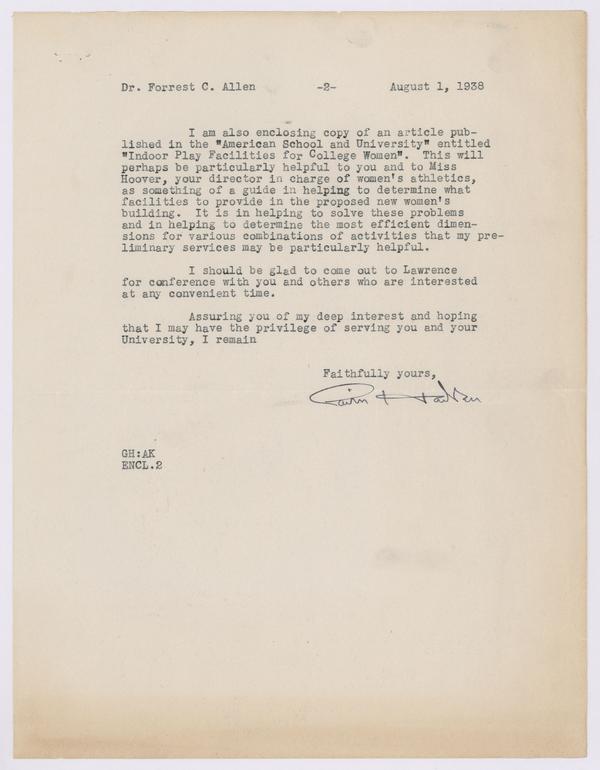 Dr. Forrest C. Allen -2- August 1, 1938
I am also enclosing copy of an article pub-
lished in the "American School and University" entitled
"Indoor Play Facilities for College Women". This will
perhaps be particularly helpful to you and to Miss
Hoover, your director in charge of women's athletics,
as something of a guide in helping to determine what
facilities to provide in the proposed new women's
building. It is in helping to solve these problems
and in helping to determine the most efficient dimen-
sions for various combinations of activities that my pre-
liminary services may be particularly helpful.
I should be glad to come out to Lawrence
for conference with you and others who are interested
at any convenient time.
Assuring you of my deep interest and hoping
that I may have the privilege of serving you and your
University, I remain
Faithfully yours,
GH:AK
ENCL.2